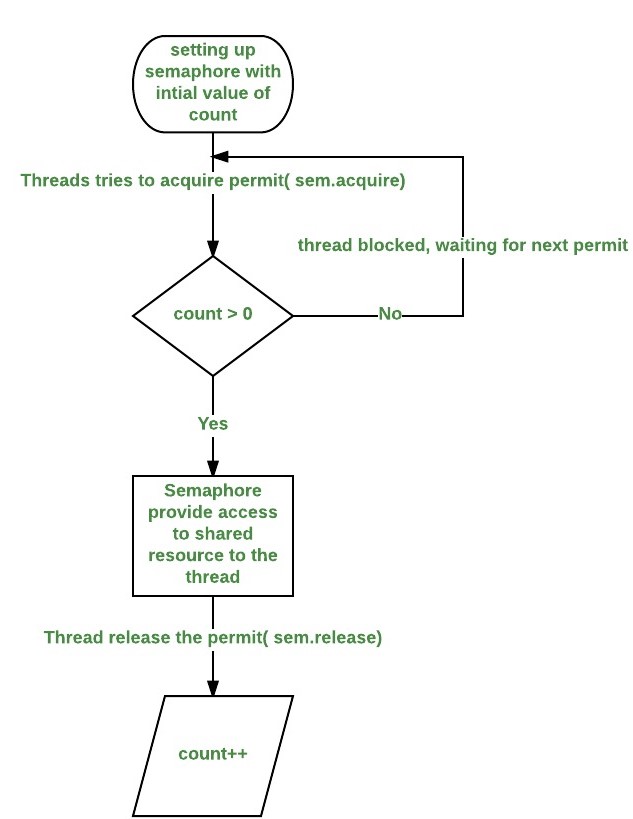 setting up
semaphore with
intial value of
count
Threads tries to acquire permit( sem.acquire)
thread blocked, waiting for next permit
count > 0
No
Yes
Semaphore
provide access
to shared
resource to the
thread
Thread release the permit( sem.release)
count++